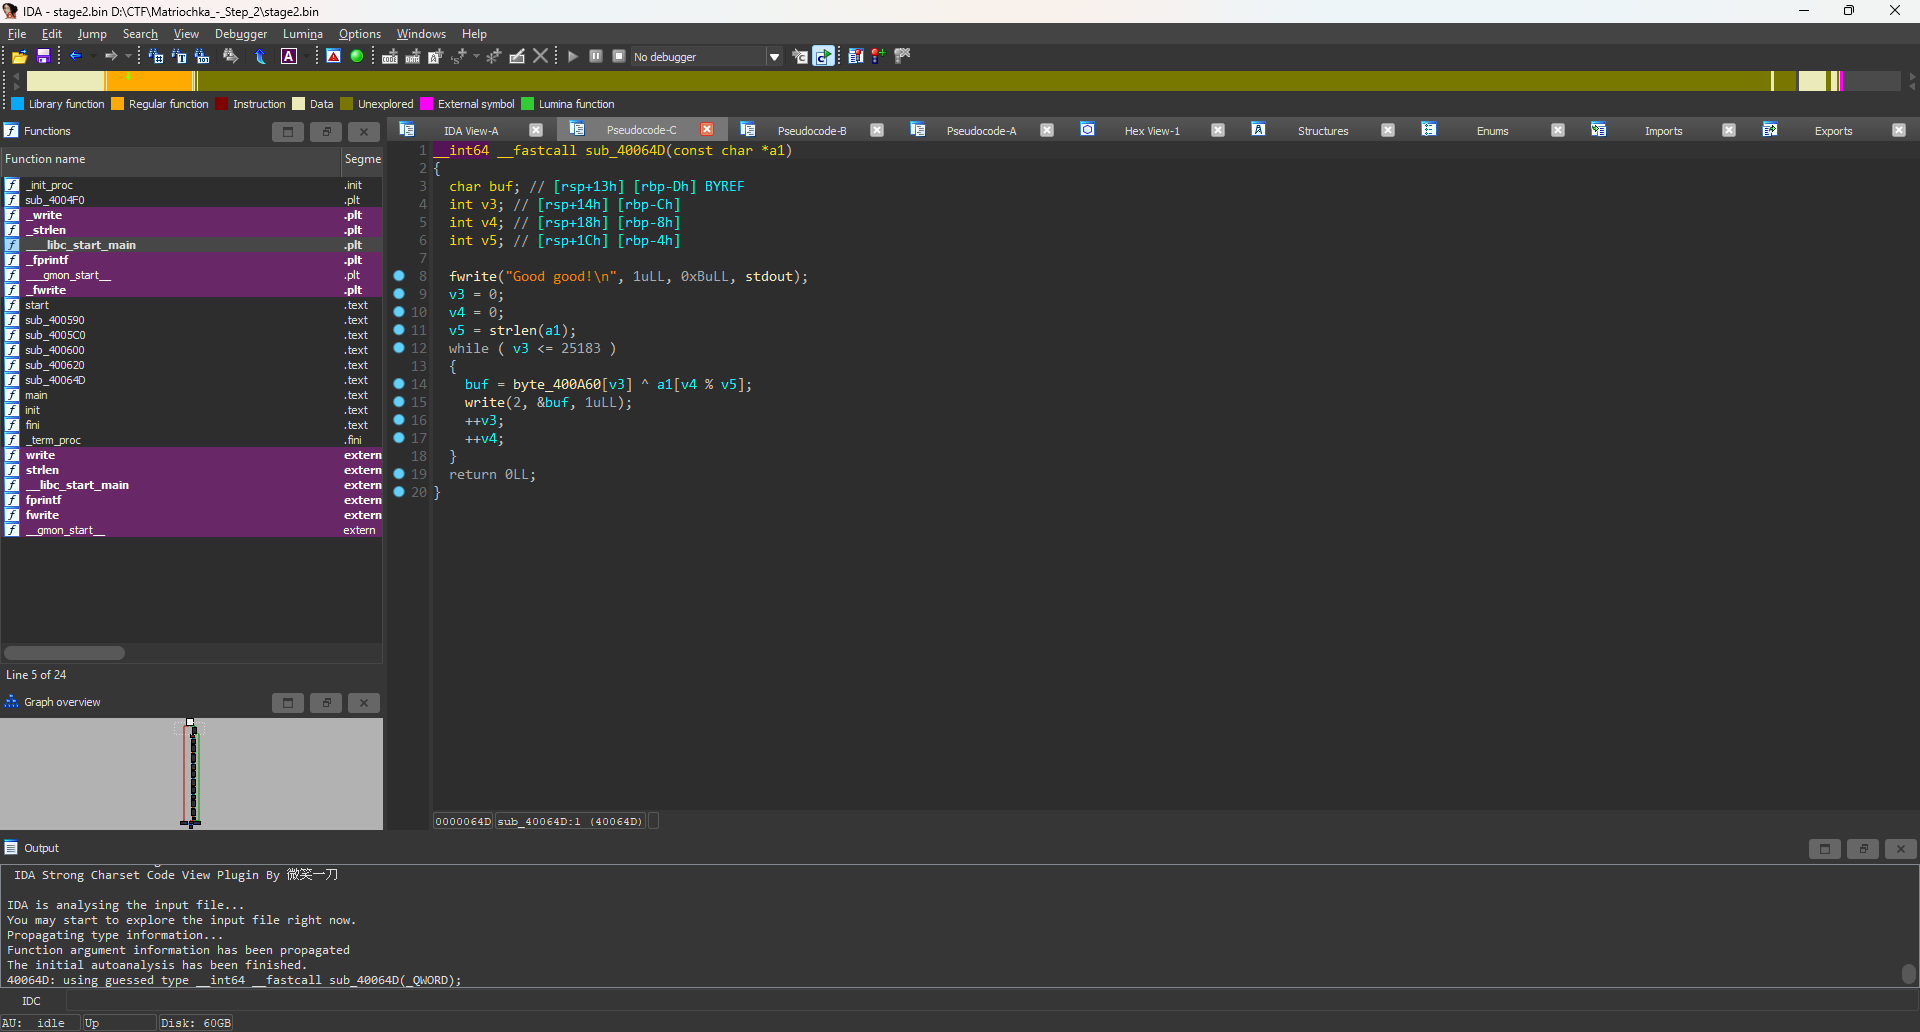 IDA - stage2.bin D:\CTF\Matriochka_-_Step_2\stage2.bin
File Edit Jump Search View Debugger Lumina Options Windows Help
No debugger
Library function Regular function Instruction Data Unexplored External symbol Lumina function
Functions
IDA View-A Pseudocode-C Pseudocode-B Pseudocode-A Hex View-1 Structures Enums Imports Exports
Function name Segme
_init_proc .init
sub_4004F0 .plt
_write .plt
_strlen .plt
___libc_start_main .plt
_fprintf .plt
___gmon_start__ .plt
_fwrite .plt
start .text
sub_400590 .text
sub_4005C0 .text
sub_400600 .text
sub_400620 .text
sub_40064D .text
main .text
init .text
fini .text
_term_proc .fini
write extern
strlen extern
__libc_start_main extern
fprintf extern
fwrite extern
__gmon_start__ extern
Line 5 of 24
Graph overview
1 __int64 __fastcall sub_40064D(const char *a1)
2 {
3 char buf; // [rsp+13h] [rbp-Dh] BYREF
4 int v3; // [rsp+14h] [rbp-Ch]
5 int v4; // [rsp+18h] [rbp-8h]
6 int v5; // [rsp+1Ch] [rbp-4h]
7
8 fwrite("Good good!\n", 1uLL, 0xBuLL, stdout);
9 v3 = 0;
10 v4 = 0;
11 v5 = strlen(a1);
12 while ( v3 <= 25183 )
13 {
14 buf = byte_400A60[v3] ^ a1[v4 % v5];
15 write(2, &buf, 1uLL);
16 ++v3;
17 ++v4;
18 }
19 return 0LL;
20 }
0000064D sub_40064D:1 (40064D)
Output
IDA Strong Charset Code View Plugin By 微笑一刀
IDA is analysing the input file...
You may start to explore the input file right now.
Propagating type information...
Function argument information has been propagated
The initial autoanalysis has been finished.
40064D: using guessed type __int64 __fastcall sub_40064D(_QWORD);
IDC
AU: idle Up Disk: 60GB